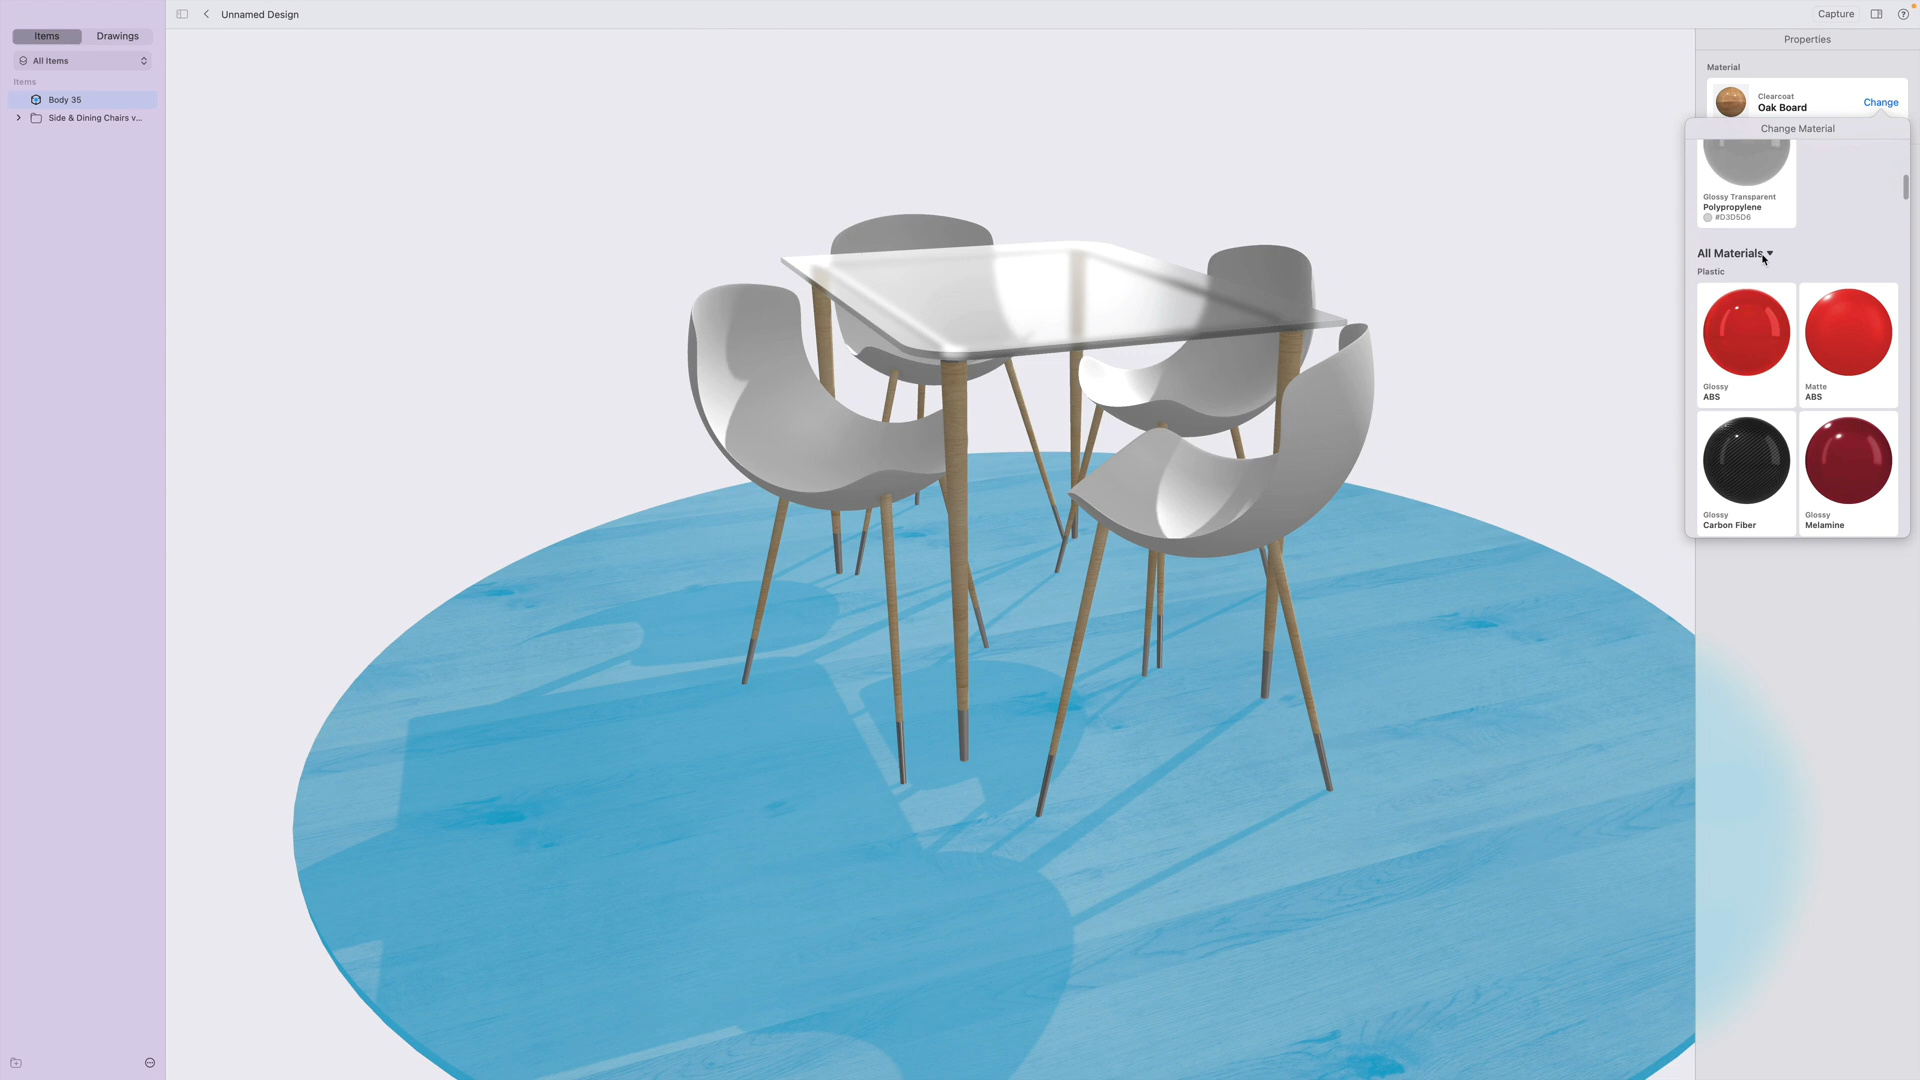 Unnamed Design
Capture
Items
Drawings
All Items
Items
Body 35
Side & Dining Chairs v...
Properties
Material
Clearcoat
Oak Board
Change
Change Material
Glossy Transparent
Polypropylene
#D3D5D6
All Materials
Plastic
Glossy
ABS
Matte
ABS
Glossy
Carbon Fiber
Glossy
Melamine